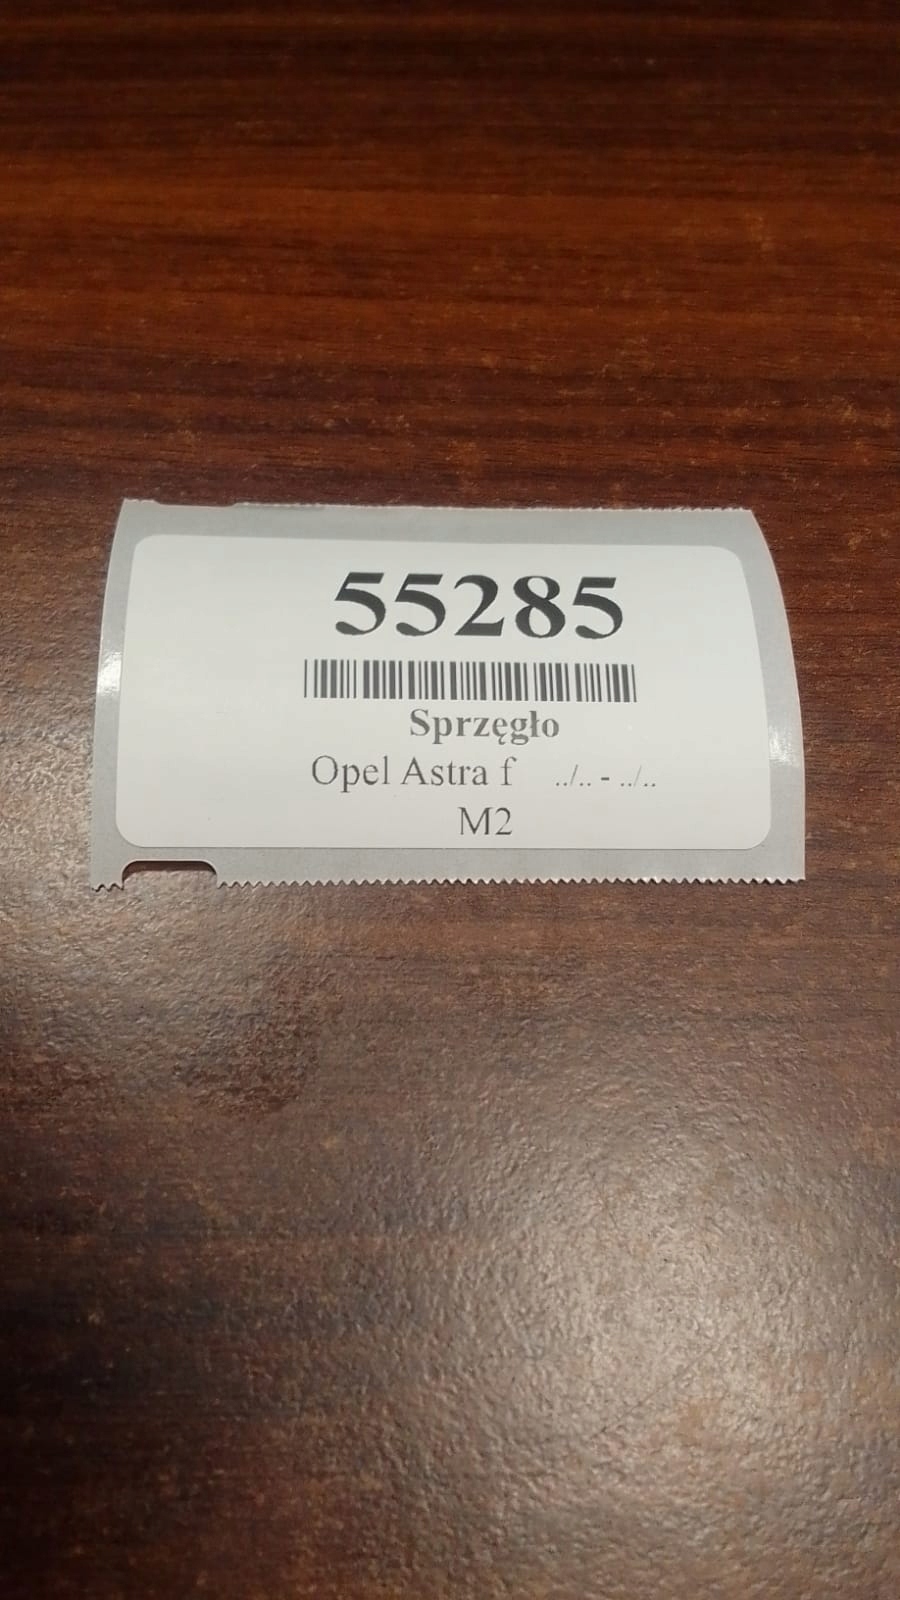 55285
Sprzęgło
Opel Astra f ../.. - ../..
M2